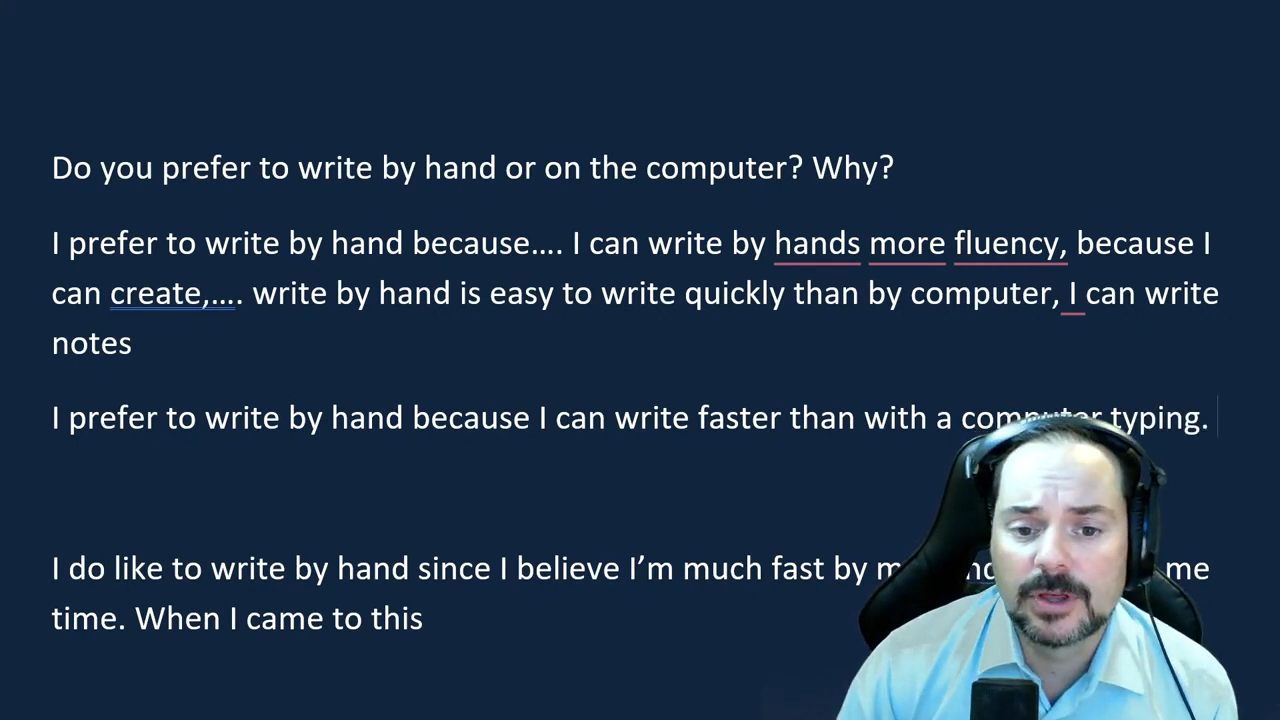 Do you prefer to write by hand or on the computer? Why?
I prefer to write by hand because…. I can write by hands more fluency, because I
can create,…. write by hand is easy to write quickly than by computer, I can write
notes
I prefer to write by hand because I can write faster than with a computer typing.
I do like to write by hand since I believe I’m much fast by me
time. When I came to this